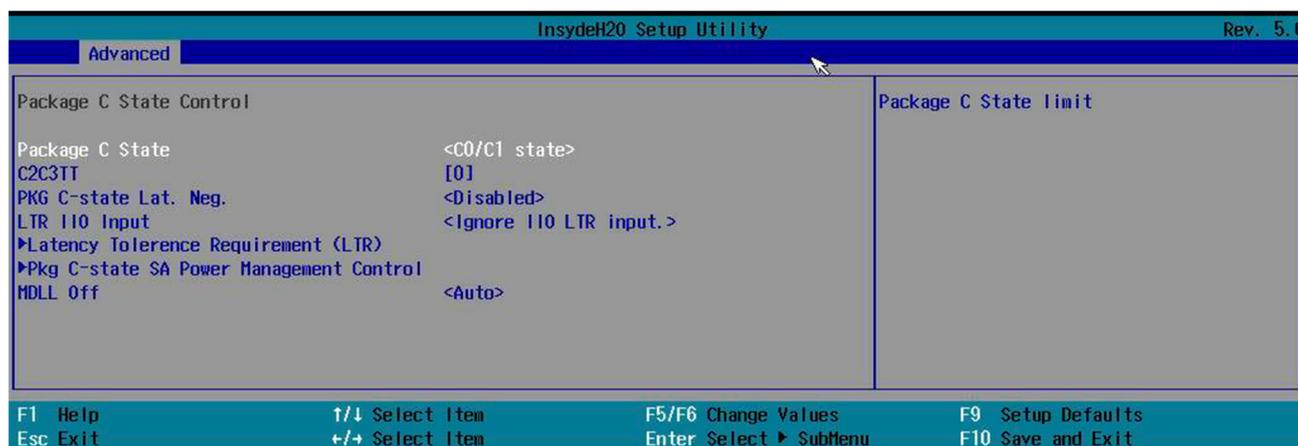 InsydeH20 Setup Utility Rev. 5.0
Advanced
Package C State Control Package C State limit
Package C State <C0/C1 state>
C2C3TT [0]
PKG C-state Lat. Neg. <Disabled>
LTR IIO Input <Ignore IIO LTR input.>
▶Latency Tolerence Requirement (LTR)
▶Pkg C-state SA Power Management Control
MDLL Off <Auto>
F1 Help ↑/↓ Select Item F5/F6 Change Values F9 Setup Defaults
Esc Exit ←/→ Select Item Enter Select ▶ SubMenu F10 Save and Exit